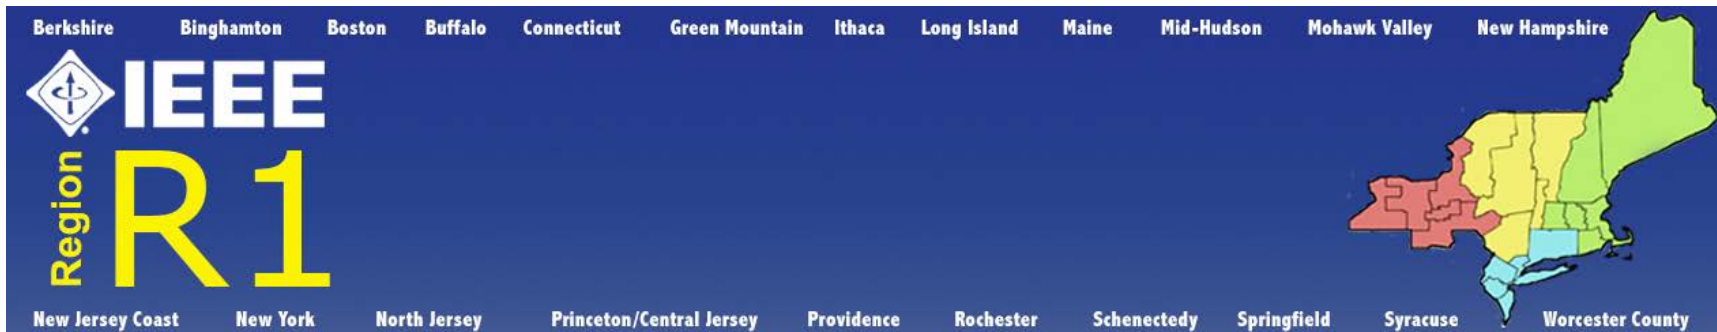 Berkshire Binghamton Boston Buffalo Connecticut Green Mountain Ithaca Long Island Maine Mid-Hudson Mohawk Valley New Hampshire
IEEE
Region
R1
New Jersey Coast New York North Jersey Princeton/Central Jersey Providence Rochester Schenectedy Springfield Syracuse Worcester County